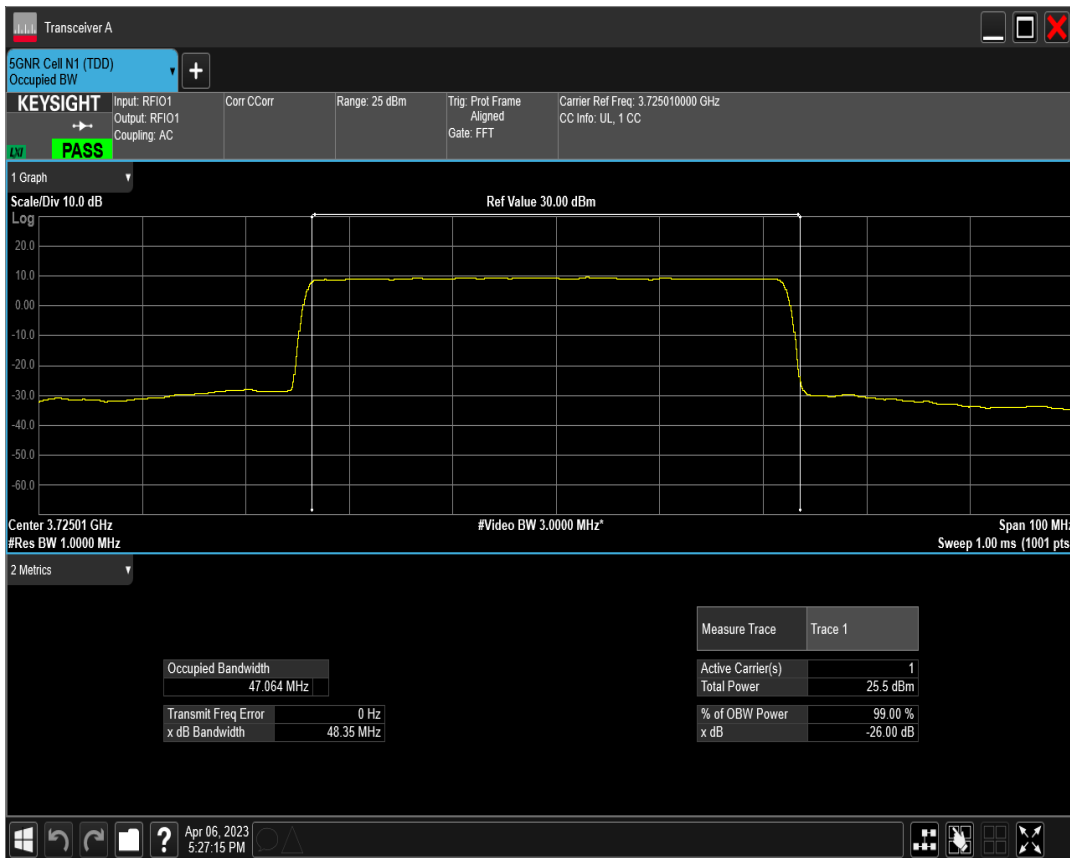 Transceiver A
5GNR Cell N1 (TDD)
Occupied BW
+
KEYSIGHT
LXI
PASS
Input: RFIO1
Output: RFIO1
Coupling: AC
Corr CCorr
Range: 25 dBm
Trig: Prot Frame
Aligned
Gate: FFT
Carrier Ref Freq: 3.725010000 GHz
CC Info: UL, 1 CC
1 Graph
Scale/Div 10.0 dB
Ref Value 30.00 dBm
Log
20.0
10.0
0.00
-10.0
-20.0
-30.0
-40.0
-50.0
-60.0
Center 3.72501 GHz
#Video BW 3.0000 MHz*
Span 100 MHz
#Res BW 1.0000 MHz
Sweep 1.00 ms (1001 pts
2 Metrics
Measure Trace Trace 1
Occupied Bandwidth
47.064 MHz
Active Carrier(s) 1
Total Power 25.5 dBm
Transmit Freq Error 0 Hz
x dB Bandwidth 48.35 MHz
% of OBW Power 99.00 %
x dB -26.00 dB
?
Apr 06, 2023
5:27:15 PM